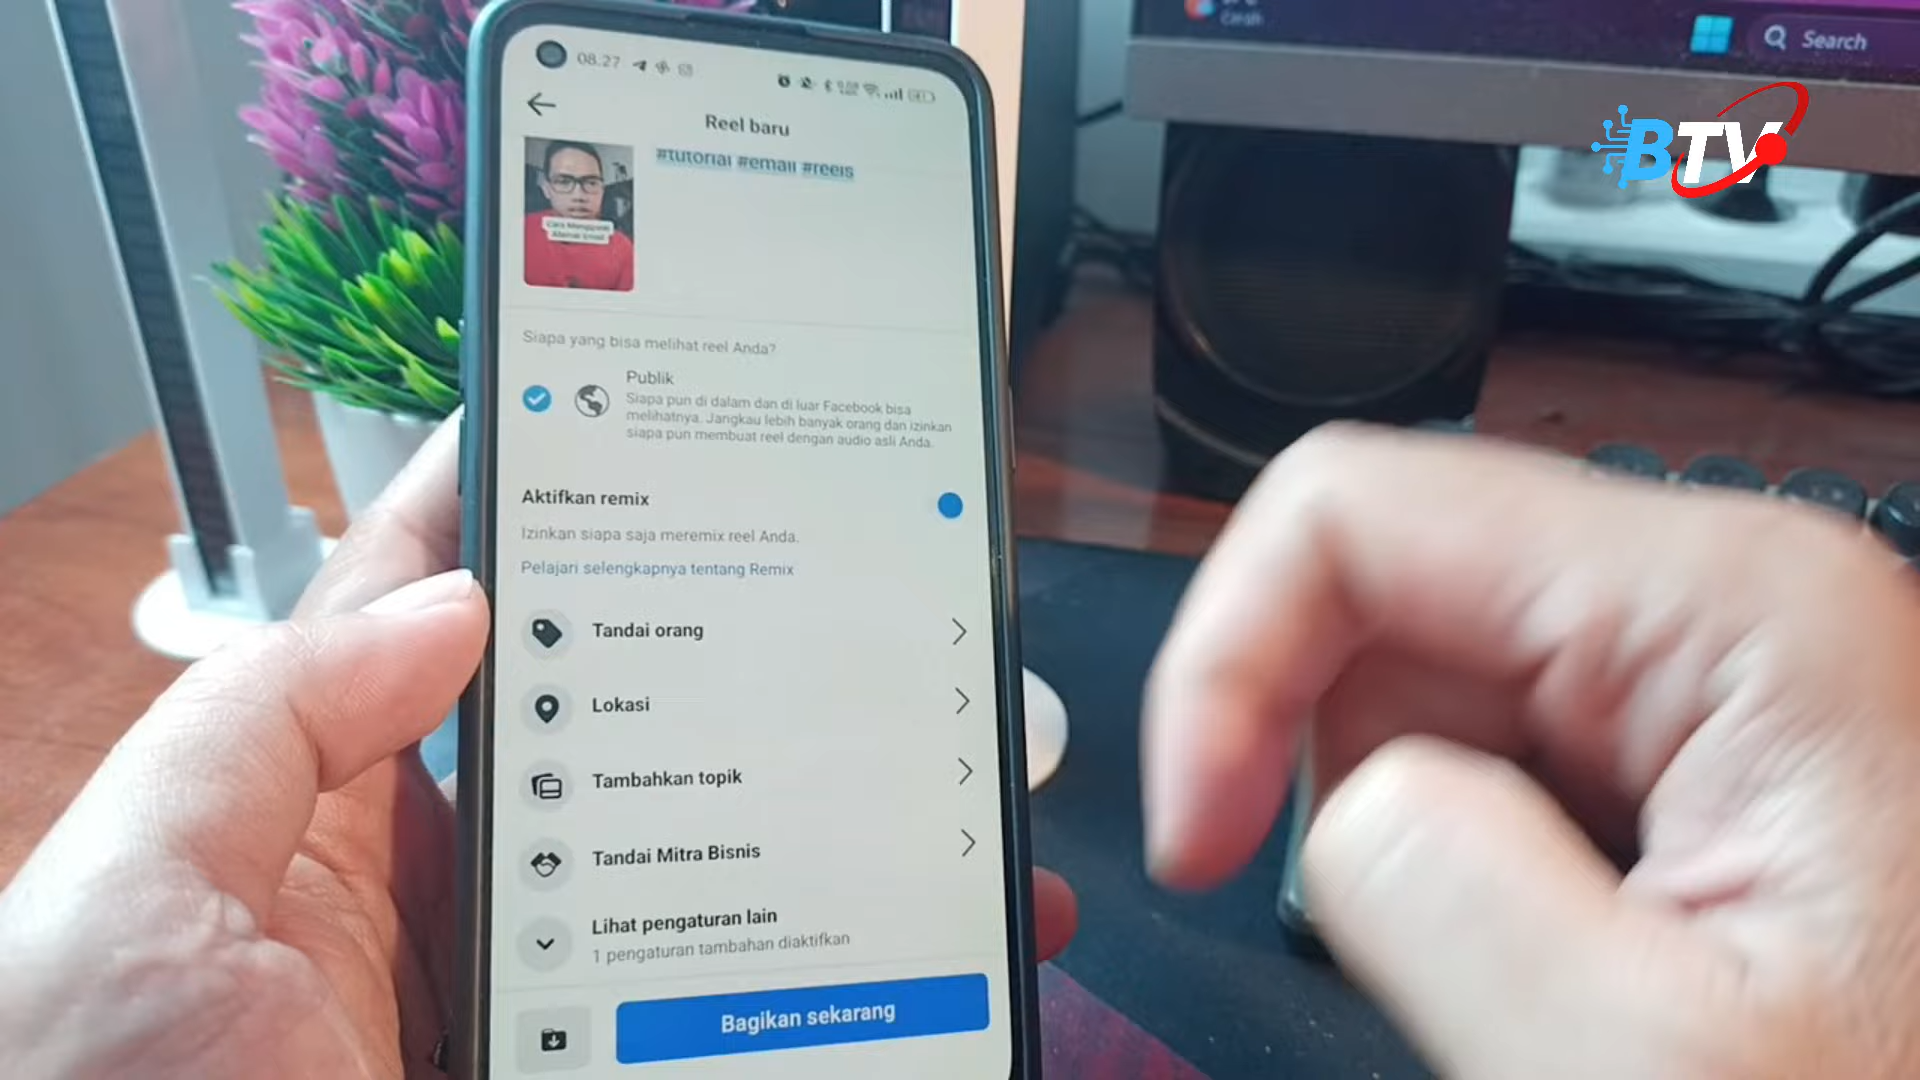 Search
BTV
08.27
Reel baru
#tutorial #email #reels
Siapa yang bisa melihat reel Anda?
Publik
Siapa pun di dalam dan di luar Facebook bisa
melihatnya. Jangkau lebih banyak orang dan izinkan
siapa pun membuat reel dengan audio asli Anda.
Aktifkan remix
Izinkan siapa saja meremix reel Anda.
Pelajari selengkapnya tentang Remix
Tandai orang
Lokasi
Tambahkan topik
Tandai Mitra Bisnis
Lihat pengaturan lain
1 pengaturan tambahan diaktifkan
Bagikan sekarang